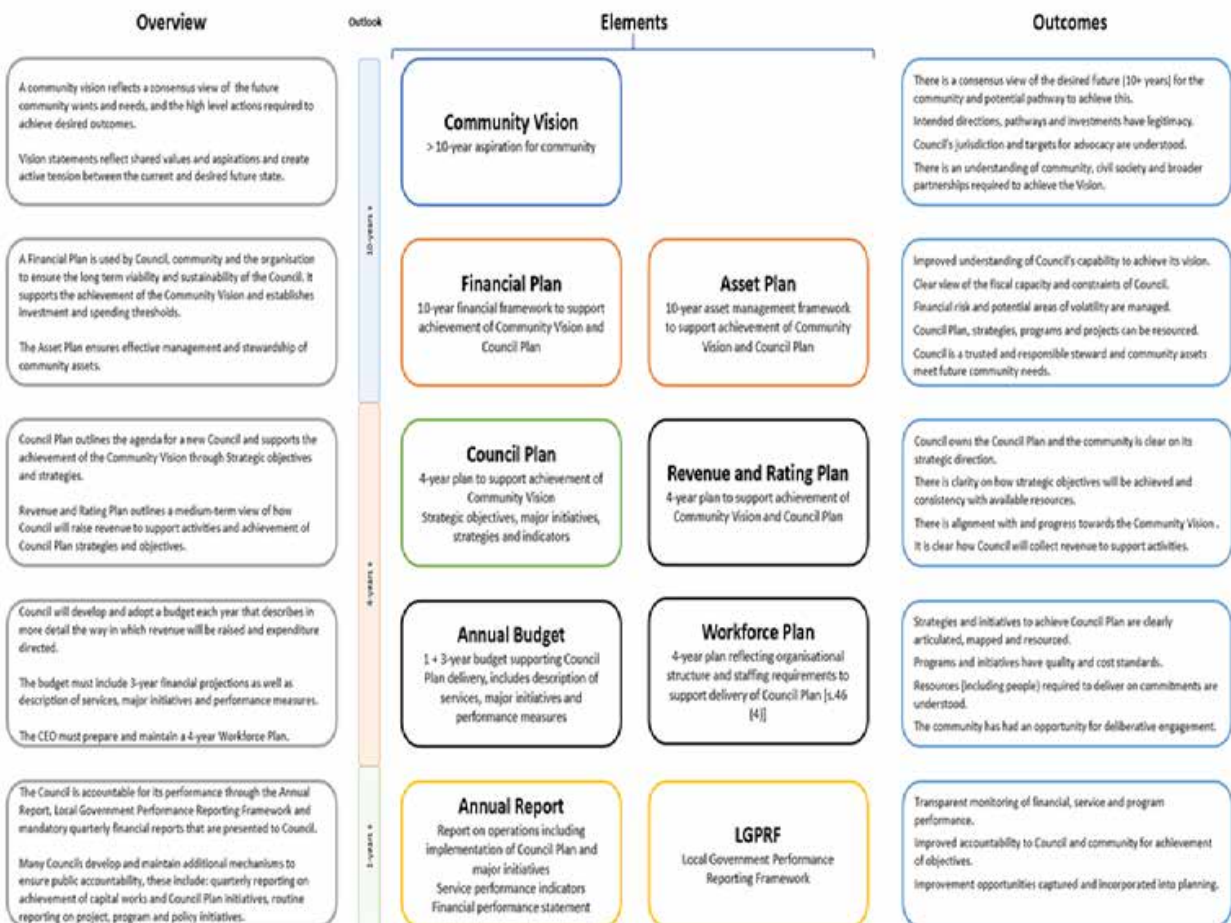 Overview
Outlook
Elements
Outcomes
A community vision reflects a consensus view of the future
community wants and needs, and the high level actions required to
achieve desired outcomes.
Vision statements reflect shared values and aspirations and create
active tension between the current and desired future state.
10-years +
Community Vision
> 10-year aspiration for community
There is a consensus view of the desired future (10+ years) for the
community and potential pathway to achieve this.
Intended directions, pathways and investments have legitimacy.
Council's jurisdiction and targets for advocacy are understood.
There is an understanding of community, civil society and broader
partnerships required to achieve the Vision.
A Financial Plan is used by Council, community and the organisation
to ensure the long term viability and sustainability of the Council. It
supports the achievement of the Community Vision and establishes
investment and spending thresholds.
The Asset Plan ensures effective management and stewardship of
community assets.
Financial Plan
10-year financial framework to support
achievement of Community Vision and
Council Plan
Asset Plan
10-year asset management framework
to support achievement of Community
Vision and Council Plan
Improved understanding of Council's capability to achieve its vision.
Clear view of the fiscal capacity and constraints of Council.
Financial risk and potential areas of volatility are managed.
Council Plan, strategies, programs and projects can be resourced.
Council is a trusted and responsible steward and community assets
meet future community needs.
Council Plan outlines the agenda for a new Council and supports the
achievement of the Community Vision through Strategic objectives
and strategies.
Revenue and Rating Plan outlines a medium-term view of how
Council will raise revenue to support activities and achievement of
Council Plan strategies and objectives.
4-years +
Council Plan
4-year plan to support achievement of
Community Vision
Strategic objectives, major initiatives,
strategies and indicators
Revenue and Rating Plan
4-year plan to support achievement of
Community Vision and Council Plan
Council owns the Council Plan and the community is clear on its
strategic direction.
There is clarity on how strategic objectives will be achieved and
consistency with available resources.
There is alignment with and progress towards the Community Vision .
It is clear how Council will collect revenue to support activities.
Council will develop and adopt a budget each year that describes in
more detail the way in which revenue will be raised and expenditure
directed.
The budget must include 3-year financial projections as well as
description of services, major initiatives and performance measures.
The CEO must prepare and maintain a 4-year Workforce Plan.
Annual Budget
1 + 3-year budget supporting Council
Plan delivery, includes description of
services, major initiatives and
performance measures
Workforce Plan
4-year plan reflecting organisational
structure and staffing requirements to
support delivery of Council Plan [s.46
(4)]
Strategies and initiatives to achieve Council Plan are clearly
articulated, mapped and resourced.
Programs and initiatives have quality and cost standards.
Resources (including people) required to deliver on commitments are
understood.
The community has had an opportunity for deliberative engagement.
The Council is accountable for its performance through the Annual
Report, Local Government Performance Reporting Framework and
mandatory quarterly financial reports that are presented to Council.
Many Councils develop and maintain additional mechanisms to
ensure public accountability, these include: quarterly reporting on
achievement of capital works and Council Plan initiatives, routine
reporting on project, program and policy initiatives.
Annual Report
Report on operations including
implementation of Council Plan and
major initiatives
Service performance indicators
Financial performance statement
LGPRF
Local Government Performance
Reporting Framework
Transparent monitoring of financial, service and program
performance.
Improved accountability to Council and community for achievement
of objectives.
Improvement opportunities captured and incorporated into planning.